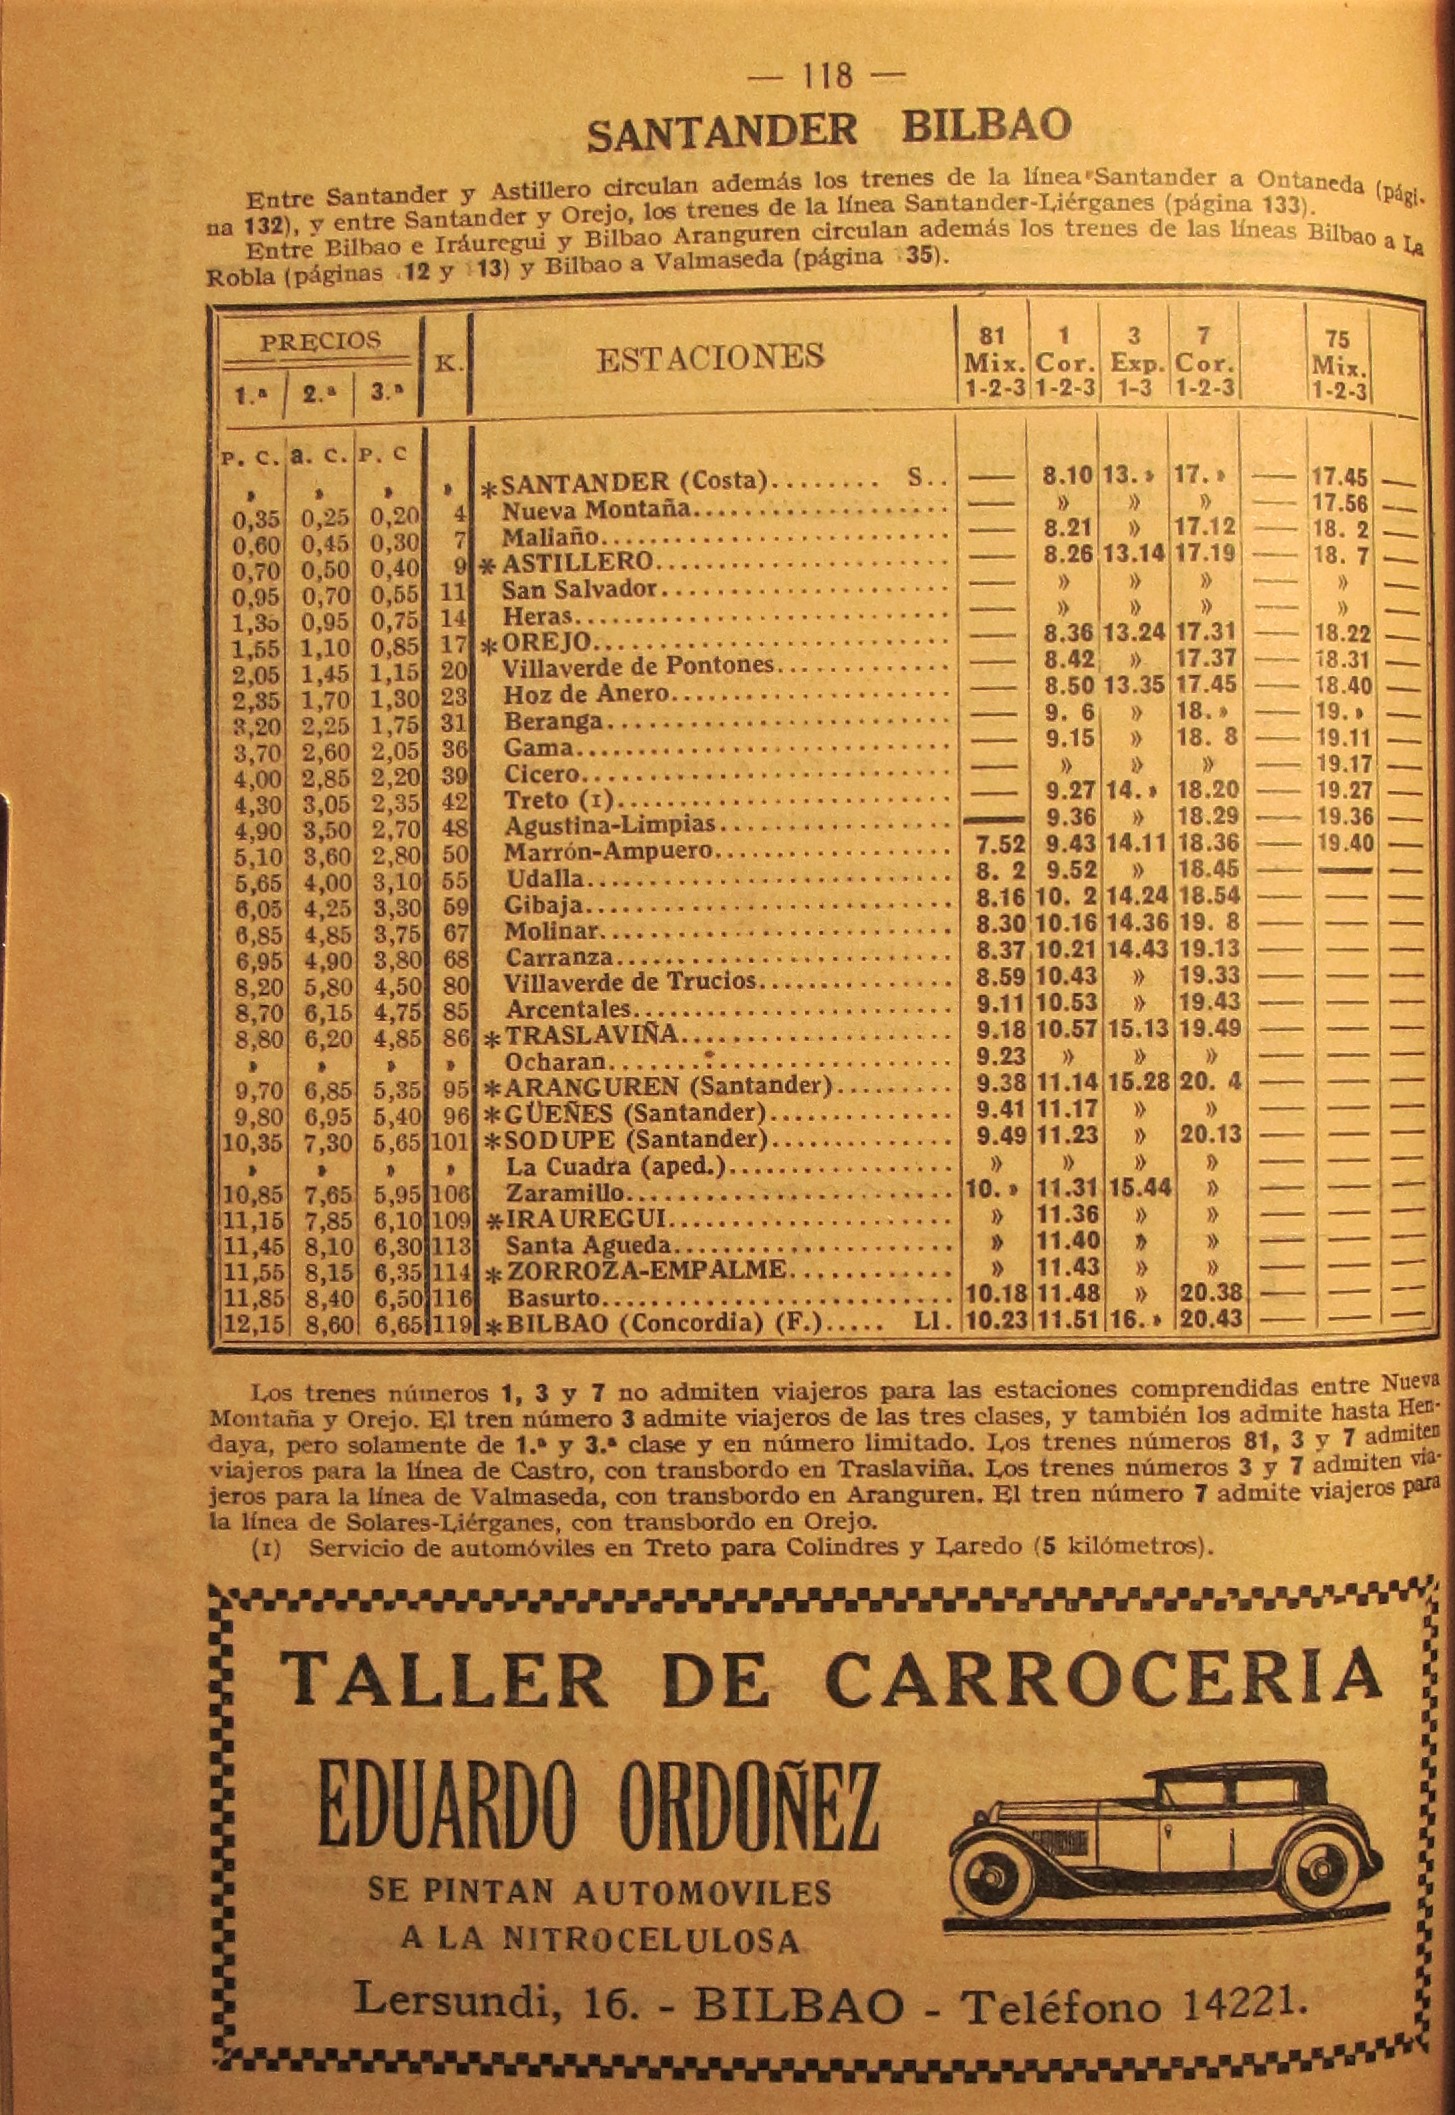 — 118 —
SANTANDER BILBAO
Entre Santander y Astillero circulan además los trenes de la línea Santander a Ontaneda (pági-
na 132), y entre Santander y Orejo, los trenes de la línea Santander-Liérganes (página 133).
Entre Bilbao e Iráuregui y Bilbao Aranguren circulan además los trenes de las líneas Bilbao a La
Robla (páginas 12 y 13) y Bilbao a Valmaseda (página 35).
PRECIOS K. ESTACIONES 81 1 3 7 75
Mix. Cor. Exp. Cor. Mix.
1.ª 2.ª 3.ª 1-2-3 1-2-3 1-3 1-2-3 1-2-3
P. C. a. C. P. C
» » » » *SANTANDER (Costa)........ S.. — 8.10 13.» 17.» — 17.45 —
0,35 0,25 0,20 4 Nueva Montaña.................... — » » » — 17.56 —
0,60 0,45 0,30 7 Maliaño.................... — 8.21 » 17.12 — 18. 2 —
0,70 0,50 0,40 9 *ASTILLERO.................... — 8.26 13.14 17.19 — 18. 7 —
0,95 0,70 0,55 11 San Salvador.................... — » » » — » —
1,35 0,95 0,75 14 Heras.................... — » » » — » —
1,55 1,10 0,85 17 *OREJO.................... — 8.36 13.24 17.31 — 18.22 —
2,05 1,45 1,15 20 Villaverde de Pontones.............. — 8.42 » 17.37 — 18.31 —
2,35 1,70 1,30 23 Hoz de Anero.................... — 8.50 13.35 17.45 — 18.40 —
3,20 2,25 1,75 31 Beranga.................... — 9. 6 » 18.» — 19.» —
3,70 2,60 2,05 36 Gama.................... — 9.15 » 18. 8 — 19.11 —
4,00 2,85 2,20 39 Cicero.................... — » » » — 19.17 —
4,30 3,05 2,35 42 Treto (1).................... — 9.27 14.» 18.20 — 19.27 —
4,90 3,50 2,70 48 Agustina-Limpias.................... — 9.36 » 18.29 — 19.36 —
5,10 3,60 2,80 50 Marrón-Ampuero.................... 7.52 9.43 14.11 18.36 — 19.40 —
5,65 4,00 3,10 55 Udalla.................... 8. 2 9.52 » 18.45 — — —
6,05 4,25 3,30 59 Gibaja.................... 8.16 10. 2 14.24 18.54 — — —
6,85 4,85 3,75 67 Molinar.................... 8.30 10.16 14.36 19. 8 — — —
6,95 4,90 3,80 68 Carranza.................... 8.37 10.21 14.43 19.13 — — —
8,20 5,80 4,50 80 Villaverde de Trucios.............. 8.59 10.43 » 19.33 — — —
8,70 6,15 4,75 85 Arcentales.................... 9.11 10.53 » 19.43 — — —
8,80 6,20 4,85 86 *TRASLAVIÑA.................... 9.18 10.57 15.13 19.49 — — —
» » » » Ocharan.................... 9.23 » » » — — —
9,70 6,85 5,35 95 *ARANGUREN (Santander)......... 9.38 11.14 15.28 20. 4 — — —
9,80 6,95 5,40 96 *GÜEÑES (Santander).............. 9.41 11.17 » » — — —
10,35 7,30 5,65 101 *SODUPE (Santander).............. 9.49 11.23 » 20.13 — — —
» » » » La Cuadra (aped.).................. » » » » — — —
10,85 7,65 5,95 106 Zaramillo.................... 10.» 11.31 15.44 » — — —
11,15 7,85 6,10 109 *IRAUREGUI.................... » 11.36 » » — — —
11,45 8,10 6,30 113 Santa Agueda.................... » 11.40 » » — — —
11,55 8,15 6,35 114 *ZORROZA-EMPALME............. » 11.43 » » — — —
11,85 8,40 6,50 116 Basurto.................... 10.18 11.48 » 20.38 — — —
12,15 8,60 6,65 119 *BILBAO (Concordia) (F.)..... Ll. 10.23 11.51 16.» 20.43 — — —
Los trenes números 1, 3 y 7 no admiten viajeros para las estaciones comprendidas entre Nueva
Montaña y Orejo. El tren número 3 admite viajeros de las tres clases, y también los admite hasta Hen-
daya, pero solamente de 1.ª y 3.ª clase y en número limitado. Los trenes números 81, 3 y 7 admiten
viajeros para la línea de Castro, con transbordo en Traslaviña. Los trenes números 3 y 7 admiten via-
jeros para la línea de Valmaseda, con transbordo en Aranguren. El tren número 7 admite viajeros para
la línea de Solares-Liérganes, con transbordo en Orejo.
(1) Servicio de automóviles en Treto para Colindres y Laredo (5 kilómetros).
TALLER DE CARROCERIA
EDUARDO ORDOÑEZ
SE PINTAN AUTOMOVILES
A LA NITROCELULOSA
Lersundi, 16. - BILBAO - Teléfono 14221.